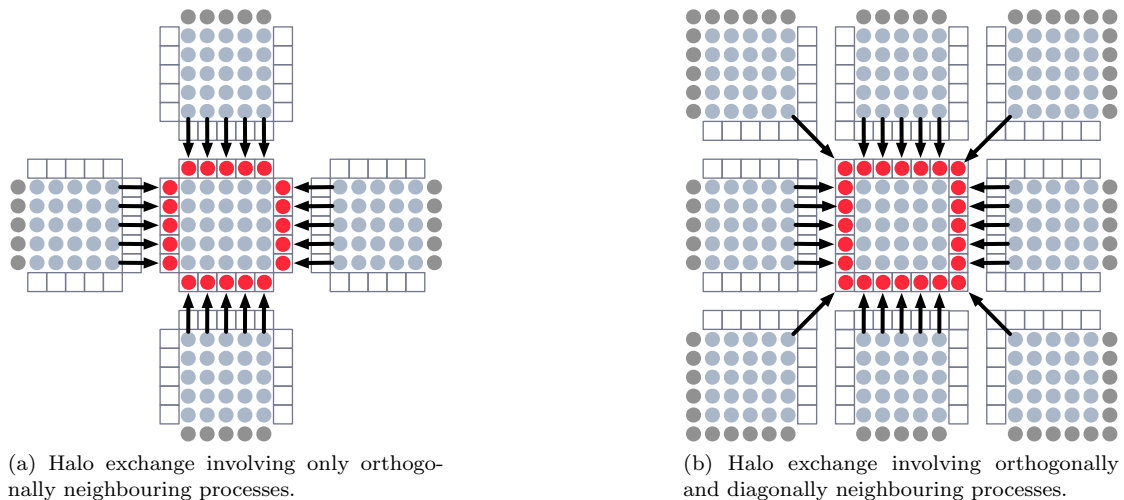 (a) Halo exchange involving only orthogo-
nally neighbouring processes.
(b) Halo exchange involving orthogonally
and diagonally neighbouring processes.